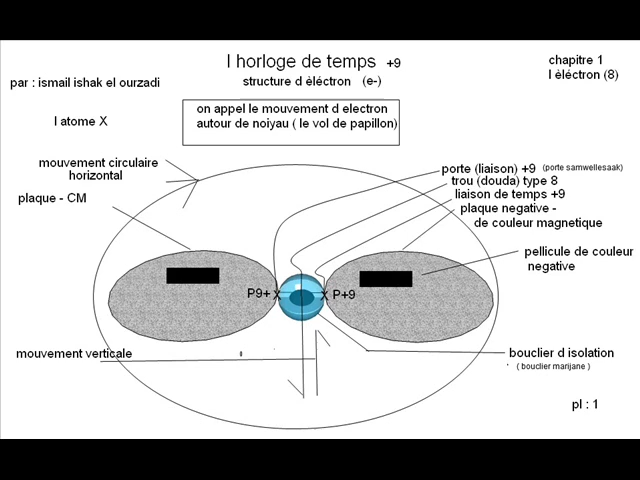 l horloge de temps +9
structure d éléctron (e-)
chapitre 1
l éléctron (8)
par : ismail ishak el ourzadi
l atome X
on appel le mouvement d electron
autour de noiyau ( le vol de papillon)
mouvement circulaire
horizontal
plaque - CM
porte (liaison) +9 (porte samwellesaak)
trou (douda) type 8
liaison de temps +9
plaque negative -
de couleur magnetique
pellicule de couleur
negative
P9+ X X P+9
mouvement verticale
bouclier d isolation
( bouclier marijane )
pl : 1